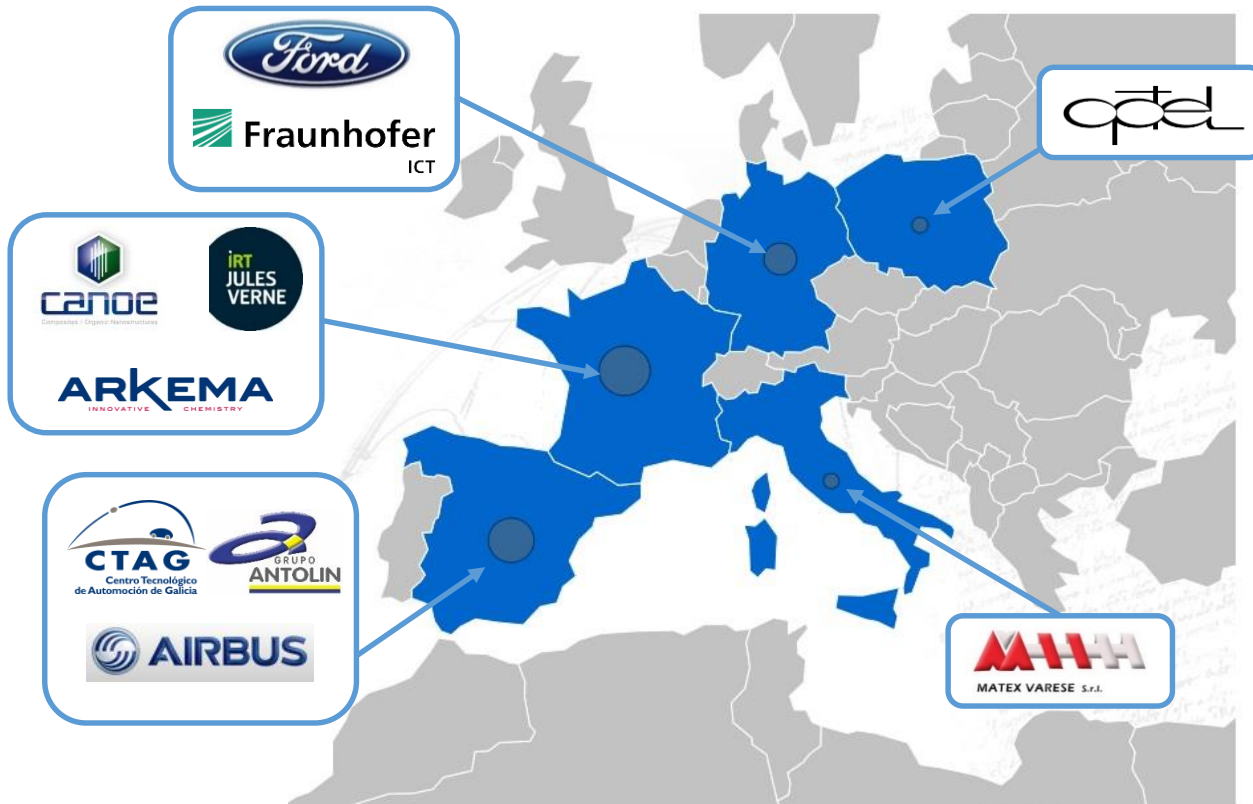 Ford
Fraunhofer
ICT
optel
canoe
Composites / Organic Nanostructures
iRT
JULES
VERNE
ARKEMA
INNOVATIVE CHEMISTRY
CTAG
Centro Tecnológico
de Automoción de Galicia
GRUPO
ANTOLIN
AIRBUS
MATEX VARESE S.r.l.